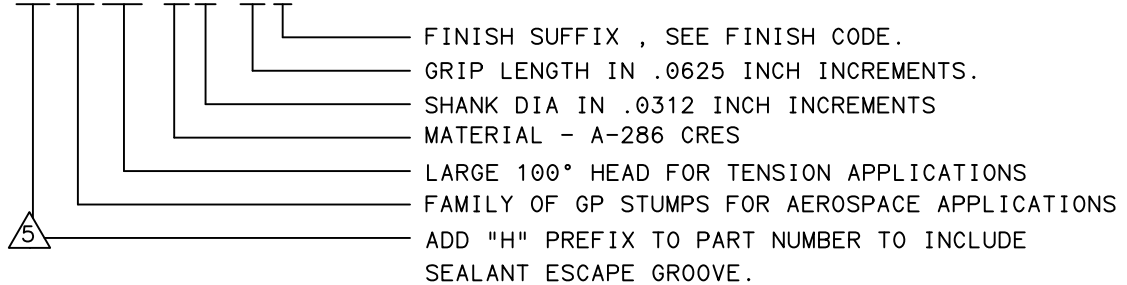 FINISH SUFFIX , SEE FINISH CODE.
GRIP LENGTH IN .0625 INCH INCREMENTS.
SHANK DIA IN .0312 INCH INCREMENTS
MATERIAL - A-286 CRES
LARGE 100° HEAD FOR TENSION APPLICATIONS
FAMILY OF GP STUMPS FOR AEROSPACE APPLICATIONS
5 ADD "H" PREFIX TO PART NUMBER TO INCLUDE
SEALANT ESCAPE GROOVE.